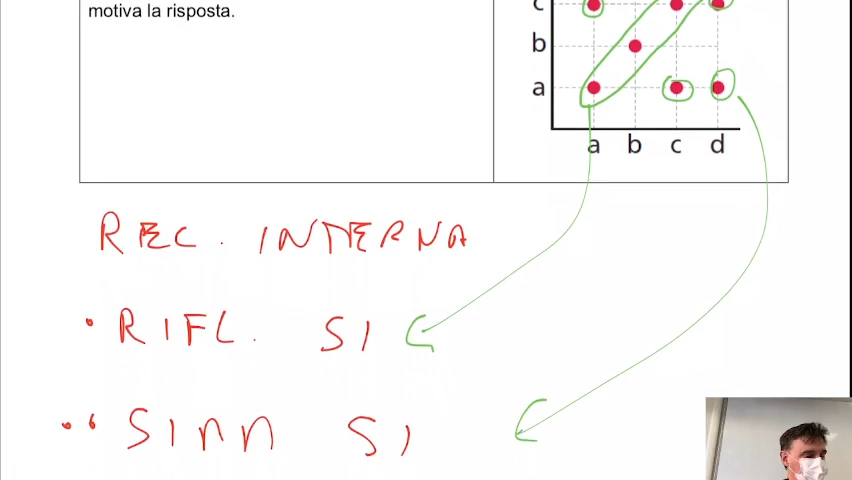 motiva la risposta.
c
b
a
a b c d
REC. INTERNA
• RIFL. SI
•• SIMM SI